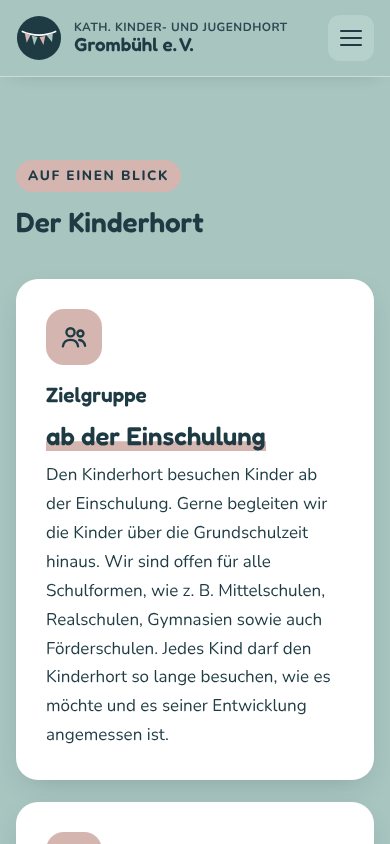 KATH. KINDER- UND JUGENDHORT
Grombühl e. V.
AUF EINEN BLICK
Der Kinderhort
Zielgruppe
ab der Einschulung
Den Kinderhort besuchen Kinder ab
der Einschulung. Gerne begleiten wir
die Kinder über die Grundschulzeit
hinaus. Wir sind offen für alle
Schulformen, wie z. B. Mittelschulen,
Realschulen, Gymnasien sowie auch
Förderschulen. Jedes Kind darf den
Kinderhort so lange besuchen, wie es
möchte und es seiner Entwicklung
angemessen ist.